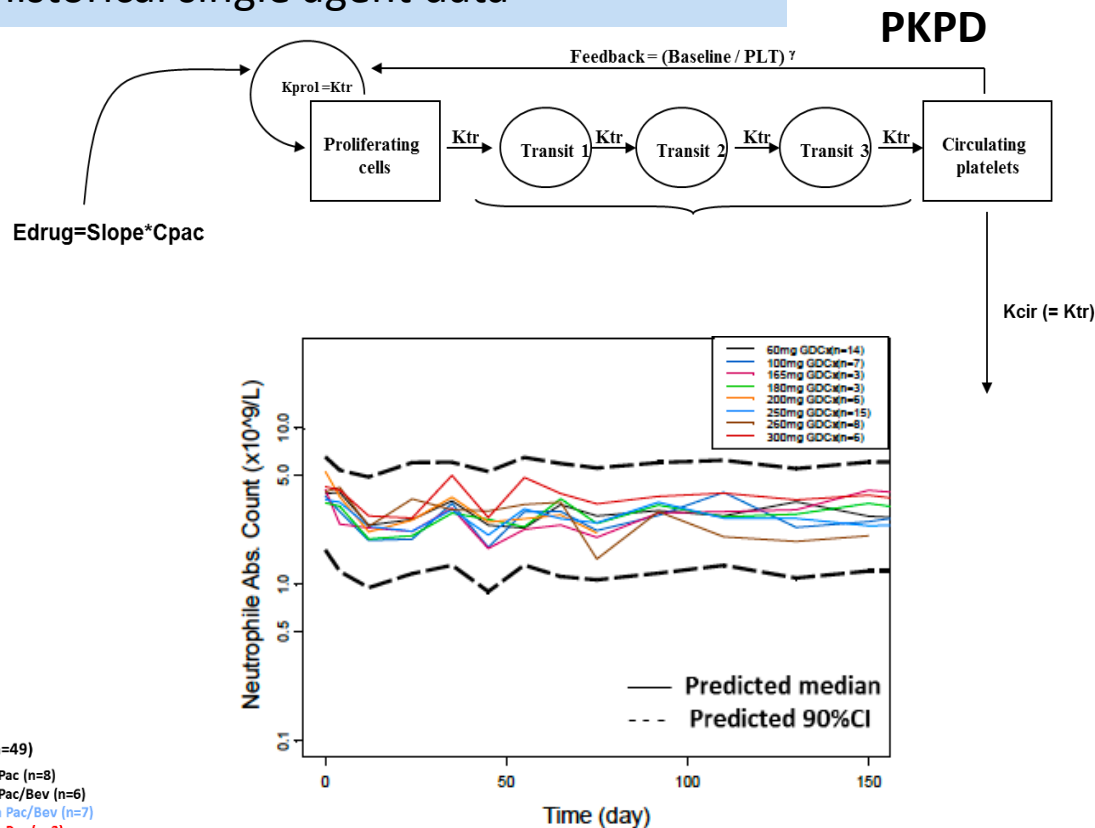 Historical single agent data
PKPD
Feedback= (Baseline / PLT) γ
Kprol =Ktr
Proliferating
cells
Ktr
Transit 1
Ktr
Transit 2
Ktr
Transit 3
Ktr
Circulating
platelets
Edrug=Slope*Cpac
Kcir (= Ktr)
60mg GDCx(n=14)
100mg GDCx(n=7)
165mg GDCx(n=3)
180mg GDCx(n=3)
200mg GDCx(n=6)
250mg GDCx(n=15)
260mg GDCx(n=8)
300mg GDCx(n=6)
Neutrophile Abs. Count (x10^9/L)
10.0
5.0
1.0
0.5
0.1
Predicted median
Predicted 90%CI
0
50
100
150
Time (day)
=49)
Pac (n=8)
Pac/Bev (n=6)
Pac/Bev (n=7)